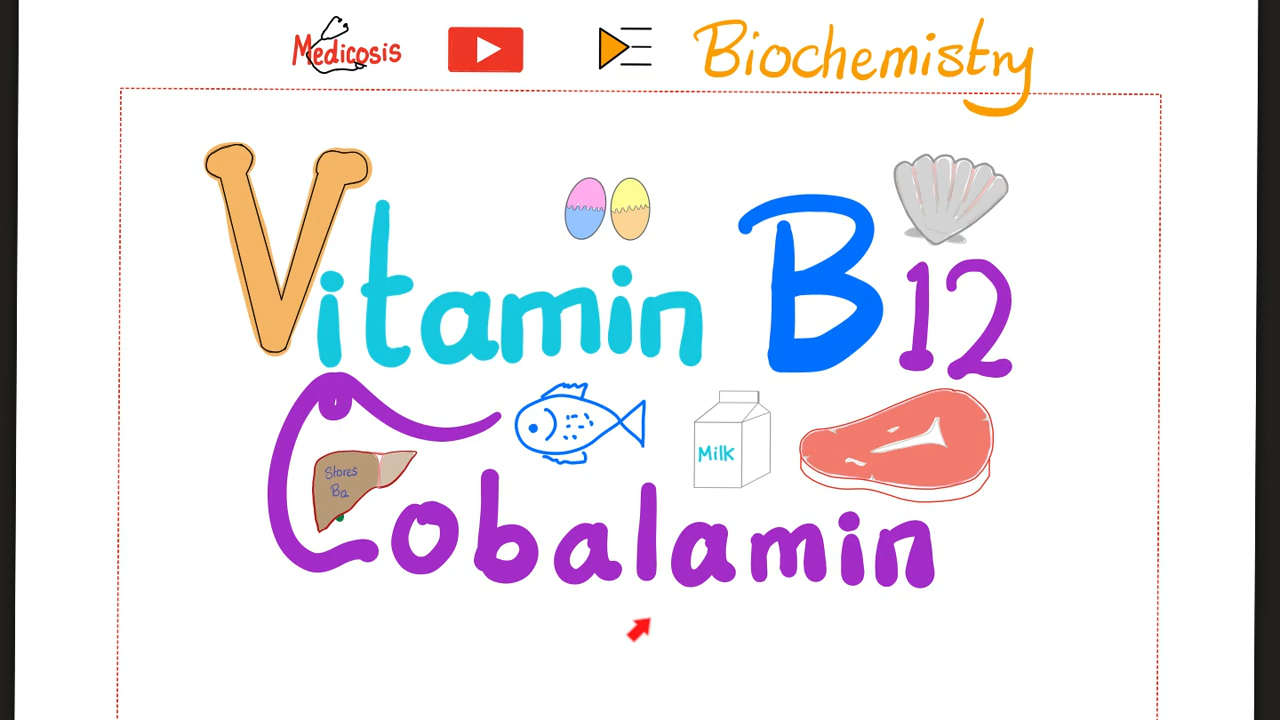 Medicosis Biochemistry
Vitamin B12
Milk
Stores
B12
Cobalamin